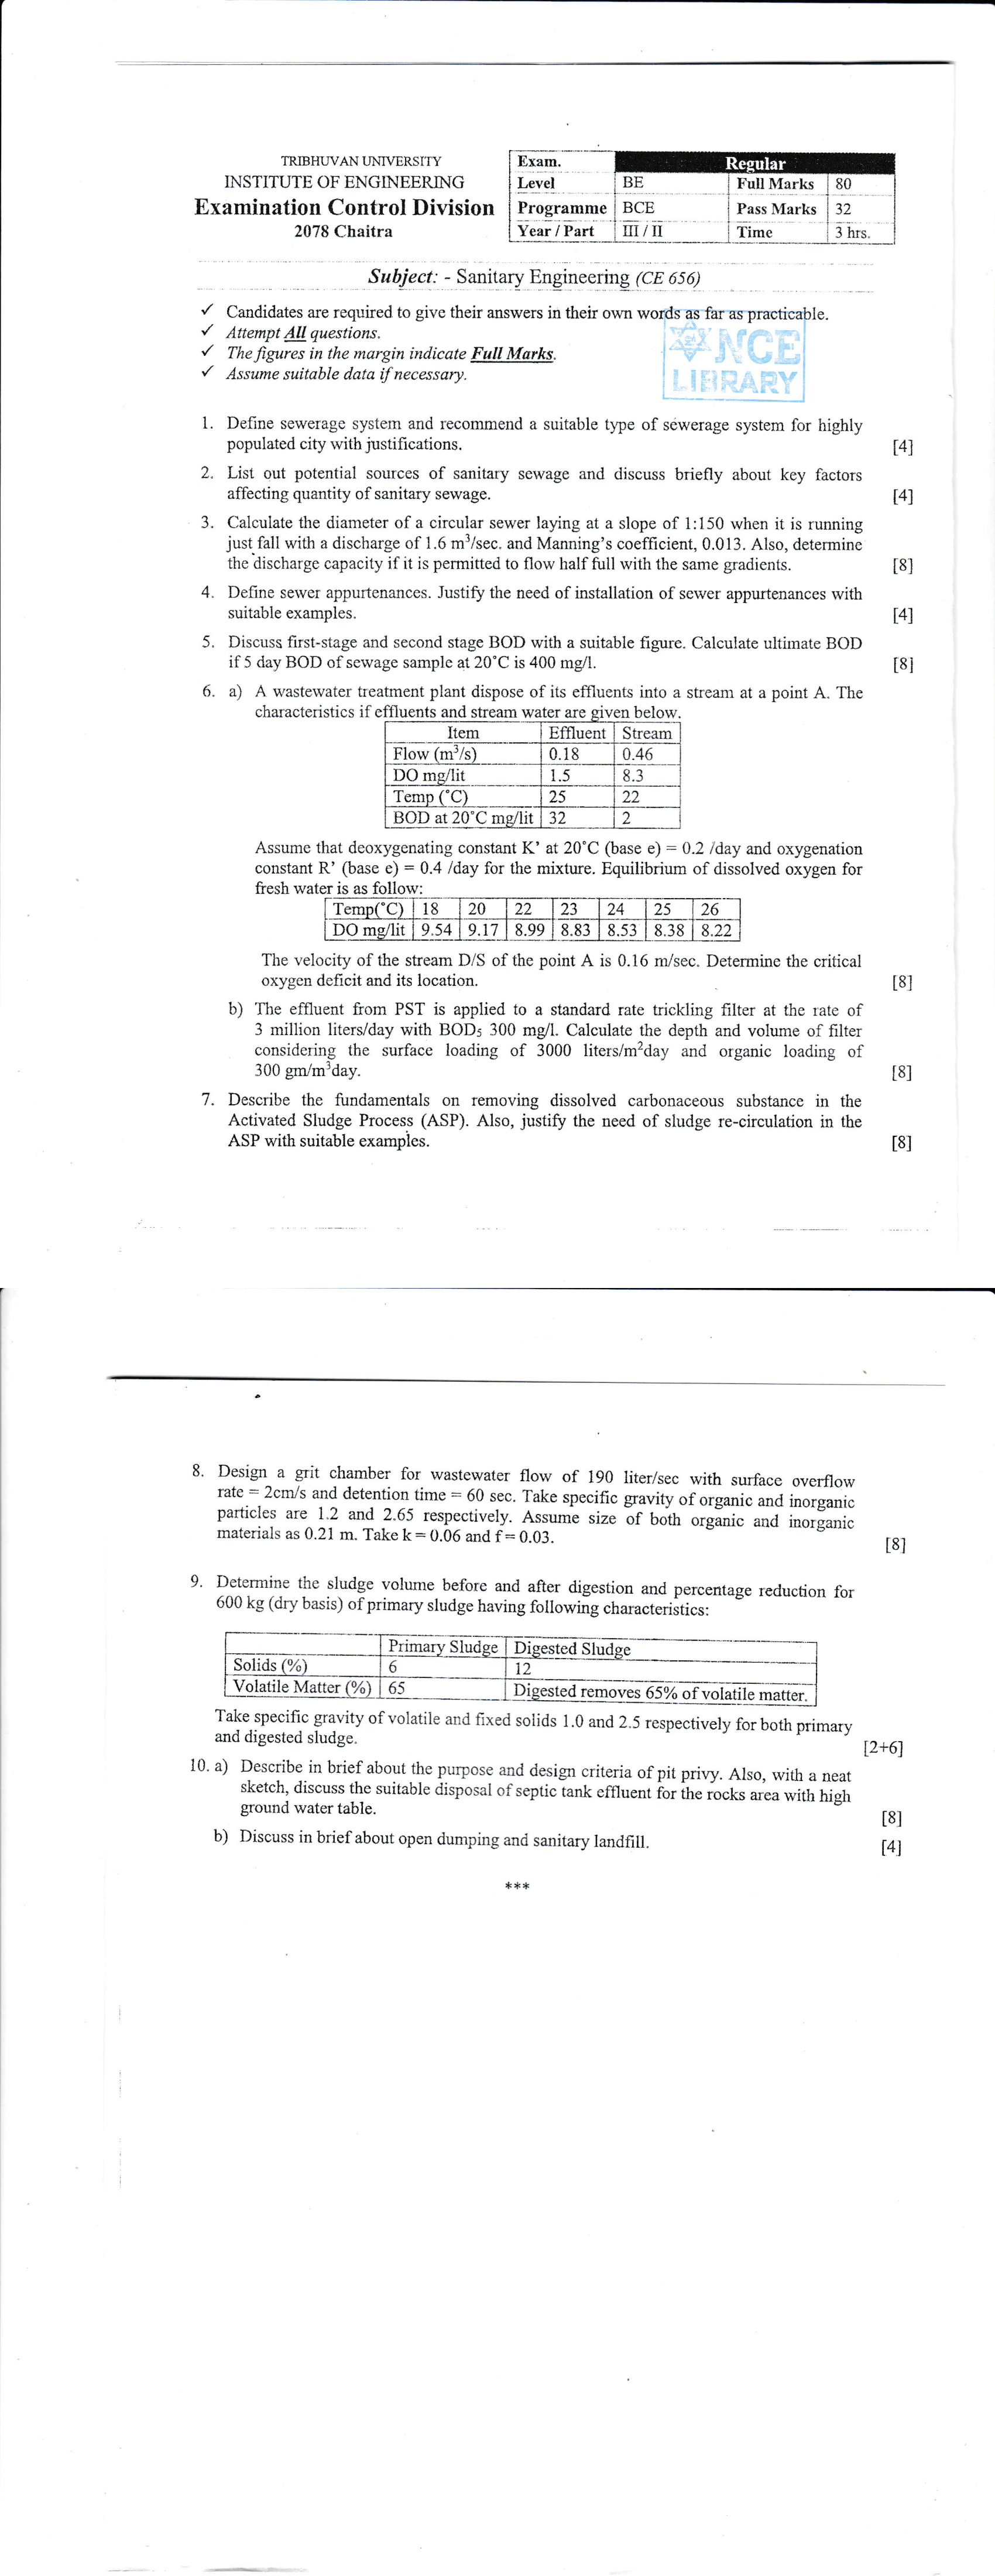 TRIBHUVAN UNIVERSITY
INSTITUTE OF ENGINEERING
Examination Control Division
2078 Chaitra
Exam. Regular
Level BE Full Marks 80
Programme BCE Pass Marks 32
Year / Part III / II Time 3 hrs.
Subject: - Sanitary Engineering (CE 656)
✓ Candidates are required to give their answers in their own words as far as practicable.
✓ Attempt All questions.
✓ The figures in the margin indicate Full Marks.
✓ Assume suitable data if necessary.
NCE
LIBRARY
1. Define sewerage system and recommend a suitable type of sewerage system for highly
populated city with justifications. [4]
2. List out potential sources of sanitary sewage and discuss briefly about key factors
affecting quantity of sanitary sewage. [4]
3. Calculate the diameter of a circular sewer laying at a slope of 1:150 when it is running
just fall with a discharge of 1.6 m³/sec. and Manning's coefficient, 0.013. Also, determine
the discharge capacity if it is permitted to flow half full with the same gradients. [8]
4. Define sewer appurtenances. Justify the need of installation of sewer appurtenances with
suitable examples. [4]
5. Discuss first-stage and second stage BOD with a suitable figure. Calculate ultimate BOD
if 5 day BOD of sewage sample at 20˚C is 400 mg/l. [8]
6. a) A wastewater treatment plant dispose of its effluents into a stream at a point A. The
characteristics if effluents and stream water are given below.
Item Effluent Stream
Flow (m³/s) 0.18 0.46
DO mg/lit 1.5 8.3
Temp (˚C) 25 22
BOD at 20˚C mg/lit 32 2
Assume that deoxygenating constant K' at 20˚C (base e) = 0.2 /day and oxygenation
constant R' (base e) = 0.4 /day for the mixture. Equilibrium of dissolved oxygen for
fresh water is as follow:
Temp(˚C) 18 20 22 23 24 25 26
DO mg/lit 9.54 9.17 8.99 8.83 8.53 8.38 8.22
The velocity of the stream D/S of the point A is 0.16 m/sec. Determine the critical
oxygen deficit and its location. [8]
b) The effluent from PST is applied to a standard rate trickling filter at the rate of
3 million liters/day with BOD₅ 300 mg/l. Calculate the depth and volume of filter
considering the surface loading of 3000 liters/m²day and organic loading of
300 gm/m³day. [8]
7. Describe the fundamentals on removing dissolved carbonaceous substance in the
Activated Sludge Process (ASP). Also, justify the need of sludge re-circulation in the
ASP with suitable examples. [8]
8. Design a grit chamber for wastewater flow of 190 liter/sec with surface overflow
rate = 2cm/s and detention time = 60 sec. Take specific gravity of organic and inorganic
particles are 1.2 and 2.65 respectively. Assume size of both organic and inorganic
materials as 0.21 m. Take k = 0.06 and f = 0.03. [8]
9. Determine the sludge volume before and after digestion and percentage reduction for
600 kg (dry basis) of primary sludge having following characteristics:
Primary Sludge Digested Sludge
Solids (%) 6 12
Volatile Matter (%) 65 Digested removes 65% of volatile matter.
Take specific gravity of volatile and fixed solids 1.0 and 2.5 respectively for both primary
and digested sludge. [2+6]
10. a) Describe in brief about the purpose and design criteria of pit privy. Also, with a neat
sketch, discuss the suitable disposal of septic tank effluent for the rocks area with high
ground water table. [8]
b) Discuss in brief about open dumping and sanitary landfill. [4]
***